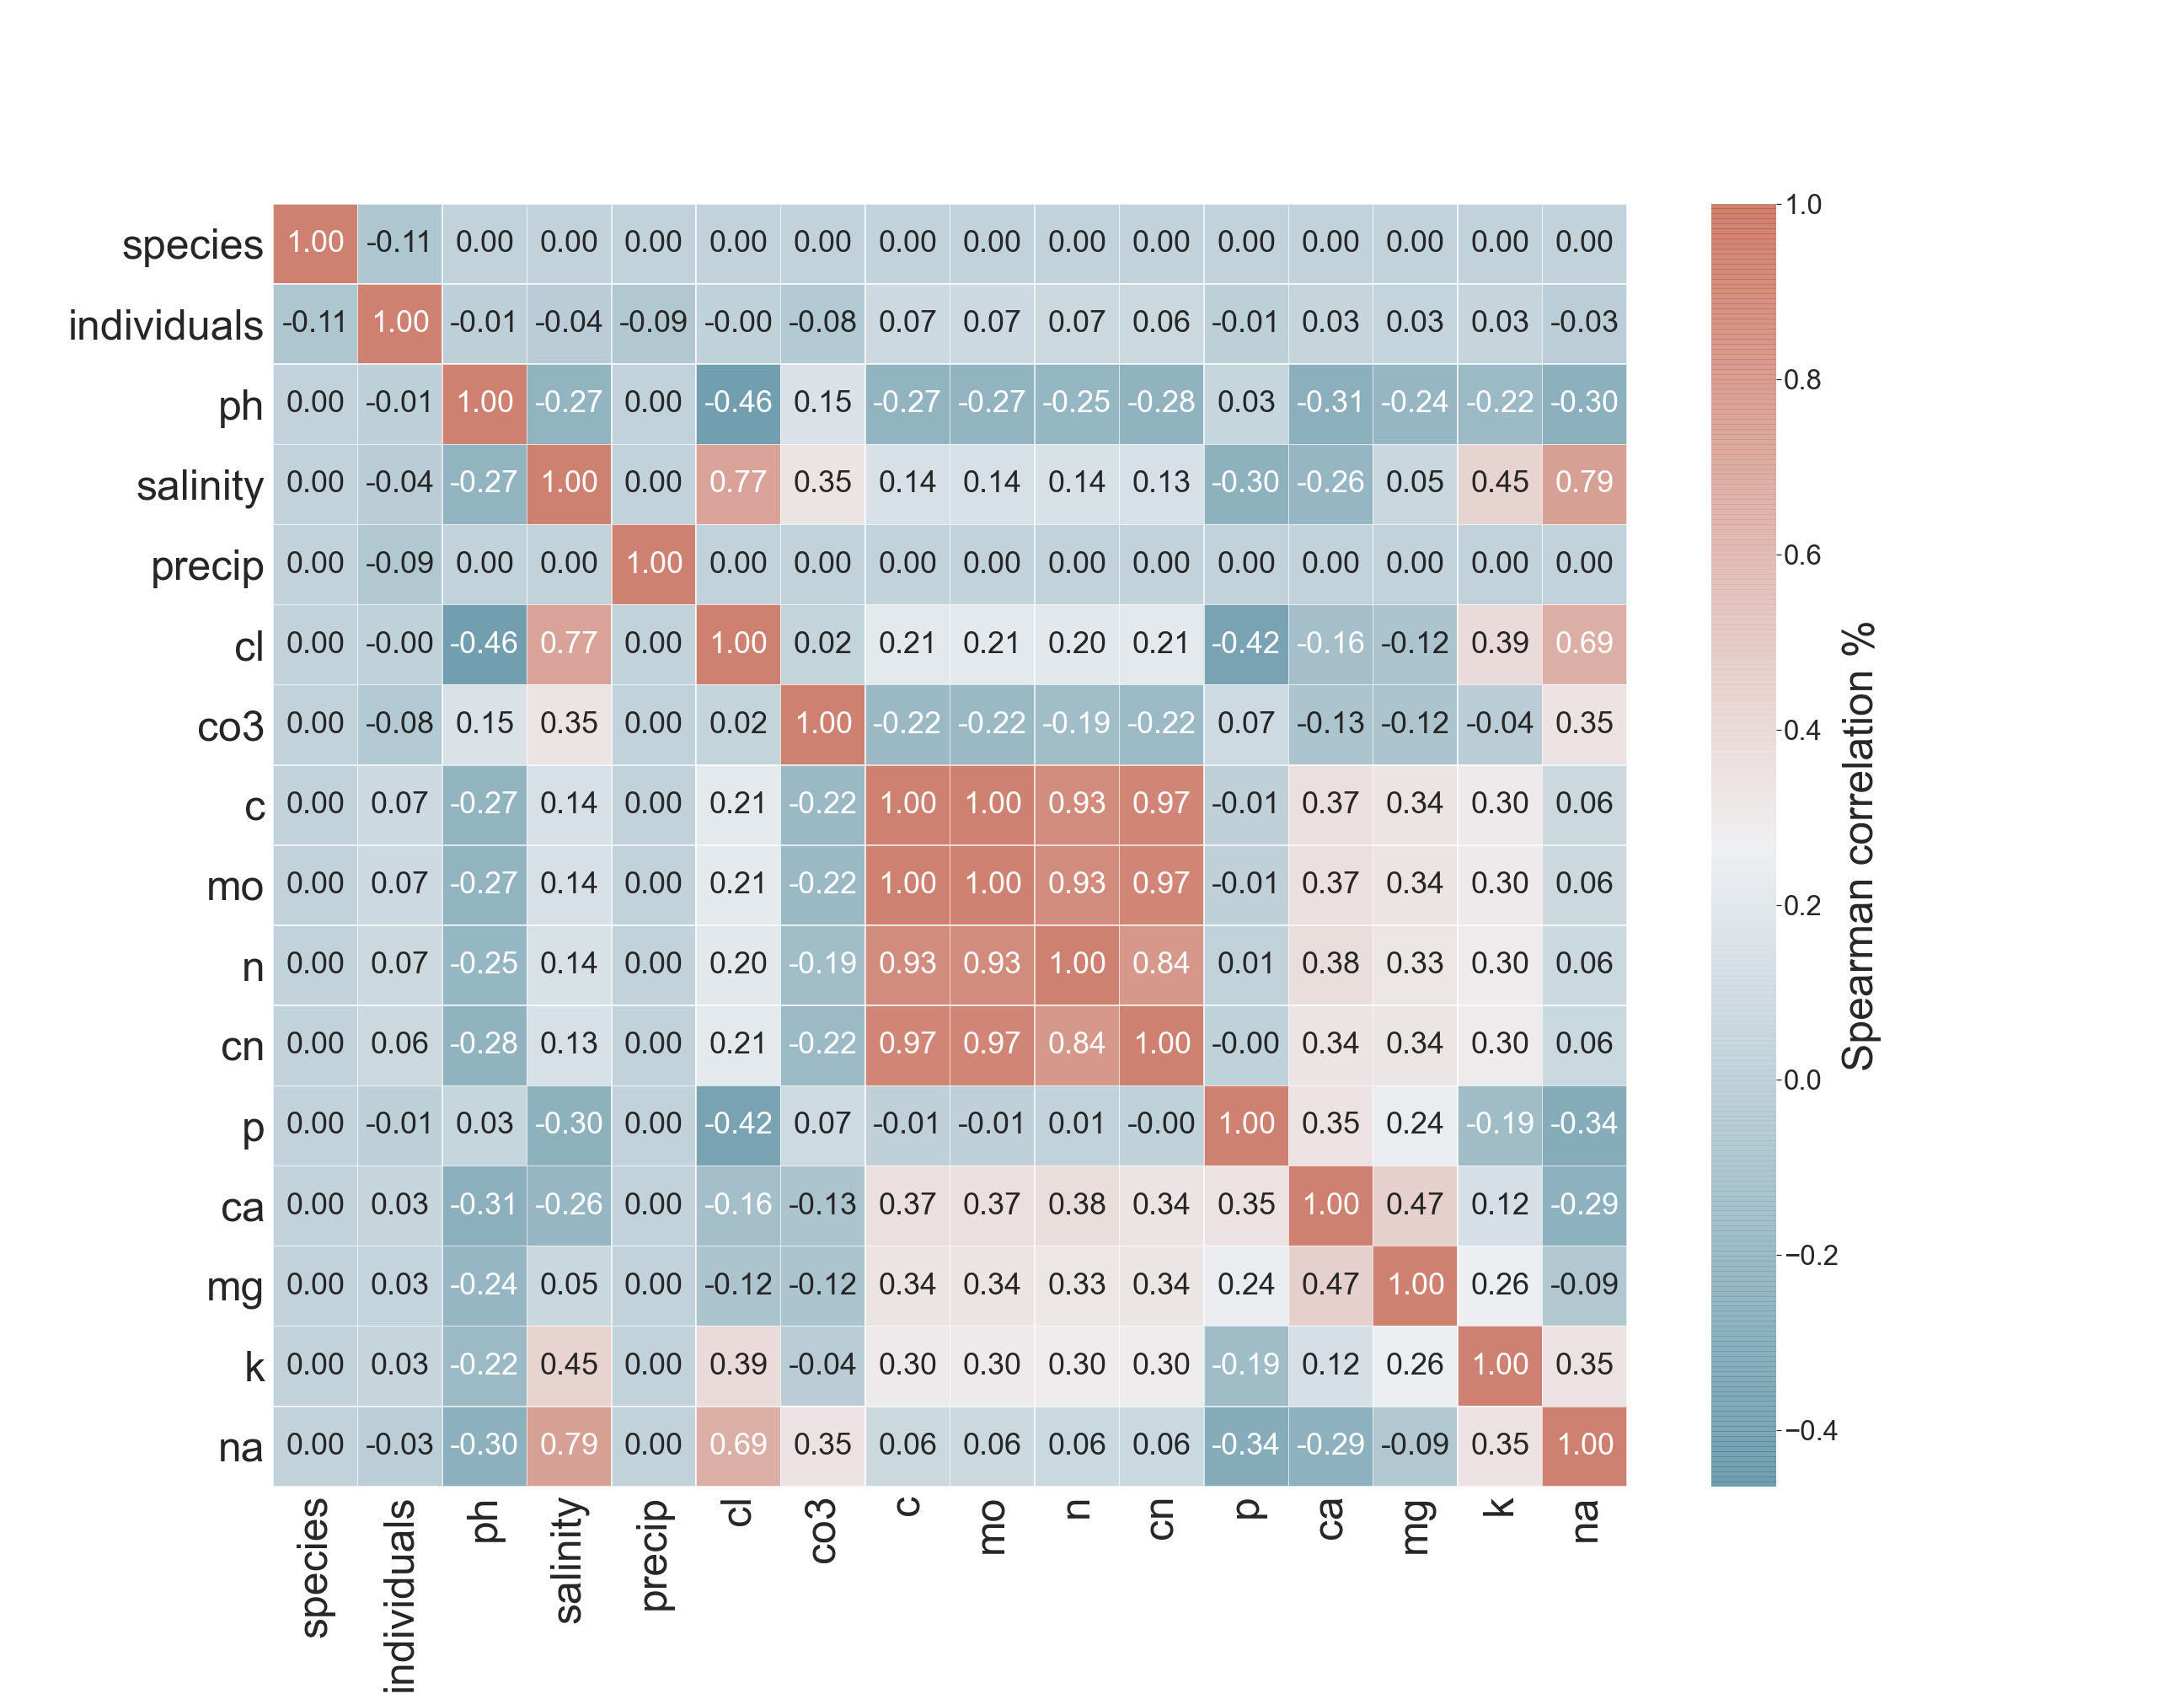 species 1.00 -0.11 0.00 0.00 0.00 0.00 0.00 0.00 0.00 0.00 0.00 0.00 0.00 0.00 0.00 0.00
individuals -0.11 1.00 -0.01 -0.04 -0.09 -0.00 -0.08 0.07 0.07 0.07 0.06 -0.01 0.03 0.03 0.03 -0.03
ph 0.00 -0.01 1.00 -0.27 0.00 -0.46 0.15 -0.27 -0.27 -0.25 -0.28 0.03 -0.31 -0.24 -0.22 -0.30
salinity 0.00 -0.04 -0.27 1.00 0.00 0.77 0.35 0.14 0.14 0.14 0.13 -0.30 -0.26 0.05 0.45 0.79
precip 0.00 -0.09 0.00 0.00 1.00 0.00 0.00 0.00 0.00 0.00 0.00 0.00 0.00 0.00 0.00 0.00
cl 0.00 -0.00 -0.46 0.77 0.00 1.00 0.02 0.21 0.21 0.20 0.21 -0.42 -0.16 -0.12 0.39 0.69
co3 0.00 -0.08 0.15 0.35 0.00 0.02 1.00 -0.22 -0.22 -0.19 -0.22 0.07 -0.13 -0.12 -0.04 0.35
c 0.00 0.07 -0.27 0.14 0.00 0.21 -0.22 1.00 1.00 0.93 0.97 -0.01 0.37 0.34 0.30 0.06
mo 0.00 0.07 -0.27 0.14 0.00 0.21 -0.22 1.00 1.00 0.93 0.97 -0.01 0.37 0.34 0.30 0.06
n 0.00 0.07 -0.25 0.14 0.00 0.20 -0.19 0.93 0.93 1.00 0.84 0.01 0.38 0.33 0.30 0.06
cn 0.00 0.06 -0.28 0.13 0.00 0.21 -0.22 0.97 0.97 0.84 1.00 -0.00 0.34 0.34 0.30 0.06
p 0.00 -0.01 0.03 -0.30 0.00 -0.42 0.07 -0.01 -0.01 0.01 -0.00 1.00 0.35 0.24 -0.19 -0.34
ca 0.00 0.03 -0.31 -0.26 0.00 -0.16 -0.13 0.37 0.37 0.38 0.34 0.35 1.00 0.47 0.12 -0.29
mg 0.00 0.03 -0.24 0.05 0.00 -0.12 -0.12 0.34 0.34 0.33 0.34 0.24 0.47 1.00 0.26 -0.09
k 0.00 0.03 -0.22 0.45 0.00 0.39 -0.04 0.30 0.30 0.30 0.30 -0.19 0.12 0.26 1.00 0.35
na 0.00 -0.03 -0.30 0.79 0.00 0.69 0.35 0.06 0.06 0.06 0.06 -0.34 -0.29 -0.09 0.35 1.00
species individuals ph salinity precip cl co3 c mo n cn p ca mg k na
1.0
0.8
0.6
0.4
0.2
0.0
−0.2
−0.4
Spearman correlation %